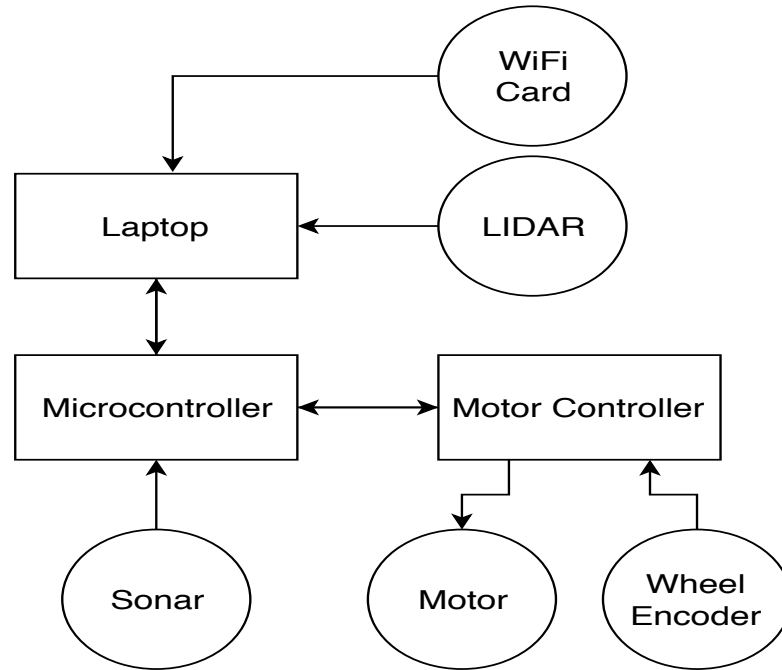 WiFi
Card
Laptop
LIDAR
Microcontroller
Motor Controller
Sonar
Motor
Wheel
Encoder